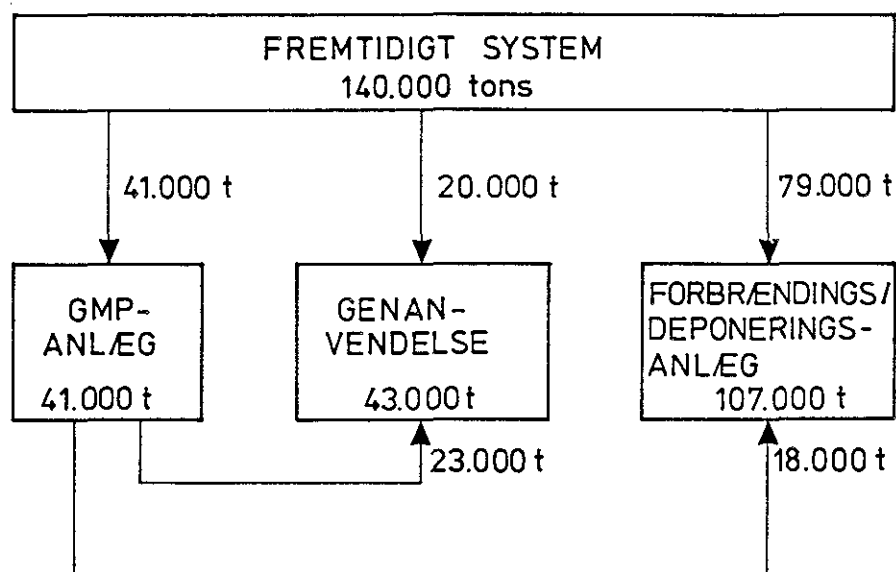 FREMTIDIGT SYSTEM
140.000 tons
41.000 t
20.000 t
79.000 t
GMP-
ANLÆG
41.000 t
GENAN-
VENDELSE
43.000 t
FORBRÆNDINGS/
DEPONERINGS-
ANLÆG
107.000 t
23.000 t
18.000 t